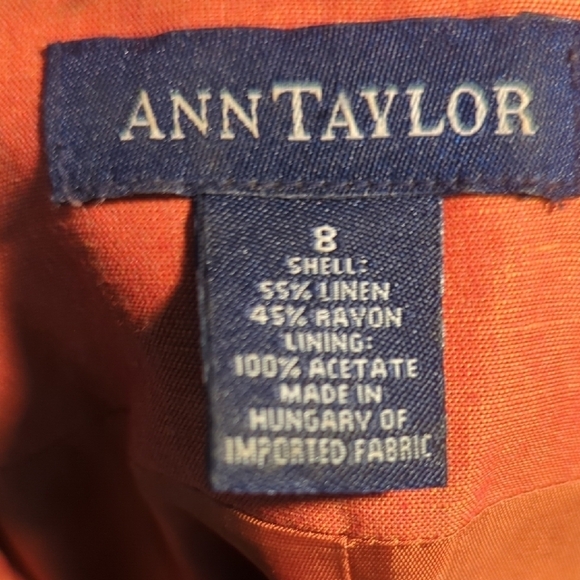 ANNTAYLOR
8
SHELL:
55% LINEN
45% RAYON
LINING:
100% ACETATE
MADE IN
HUNGARY OF
IMPORTED FABRIC